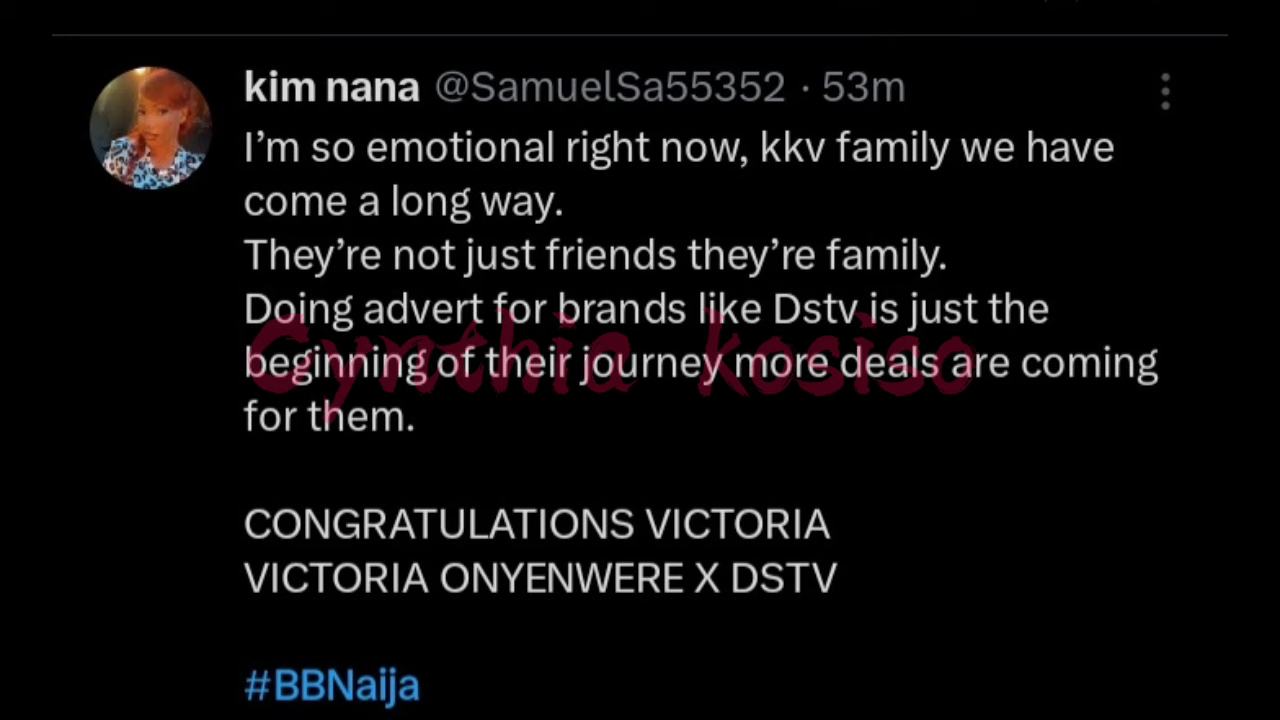 kim nana @SamuelSa55352 · 53m
I’m so emotional right now, kkv family we have
come a long way.
They’re not just friends they’re family.
Doing advert for brands like Dstv is just the
beginning of their journey more deals are coming
for them.
Cynthia kosiso
CONGRATULATIONS VICTORIA
VICTORIA ONYENWERE X DSTV
#BBNaija